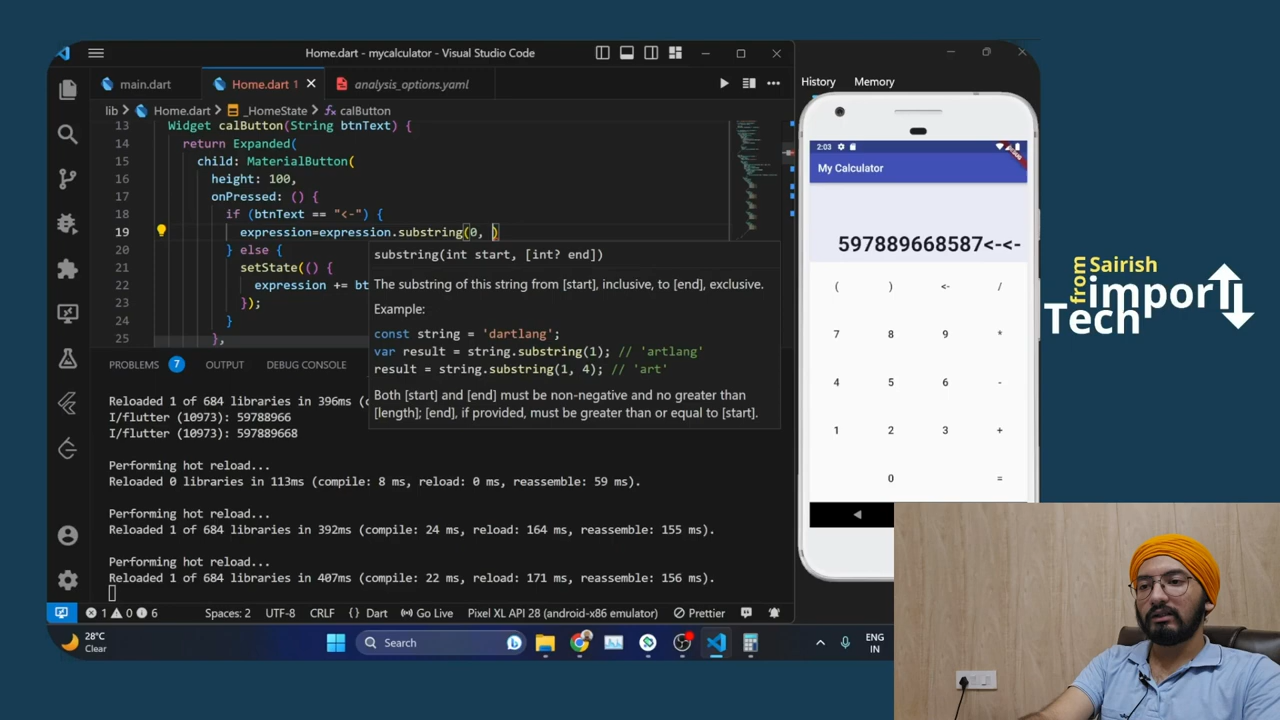 Home.dart - mycalculator - Visual Studio Code
main.dart
Home.dart 1
analysis_options.yaml
lib > Home.dart > HomeState > calButton
13 Widget calButton(String btnText) {
14 return Expanded(
15 child: MaterialButton(
16 height: 100,
17 onPressed: () {
18 if (btnText == "<-") {
19 expression=expression.substring(0, )
20 } else {
21 setState(() {
22 expression += bt
23 });
24 }
25 },
substring(int start, [int? end])
The substring of this string from [start], inclusive, to [end], exclusive.
Example:
const string = 'dartlang';
var result = string.substring(1); // 'artlang'
result = string.substring(1, 4); // 'art'
Both [start] and [end] must be non-negative and no greater than
[length]; [end], if provided, must be greater than or equal to [start].
PROBLEMS 7 OUTPUT DEBUG CONSOLE
Reloaded 1 of 684 libraries in 396ms (c
I/flutter (10973): 59788966
I/flutter (10973): 597889668
Performing hot reload...
Reloaded 0 libraries in 113ms (compile: 8 ms, reload: 0 ms, reassemble: 59 ms).
Performing hot reload...
Reloaded 1 of 684 libraries in 392ms (compile: 24 ms, reload: 164 ms, reassemble: 155 ms).
Performing hot reload...
Reloaded 1 of 684 libraries in 407ms (compile: 22 ms, reload: 171 ms, reassemble: 156 ms).
1 0 6 Spaces: 2 UTF-8 CRLF {} Dart Go Live Pixel XL API 28 (android-x86 emulator) Prettier
28°C
Clear
Search
ENG
IN
History Memory
2:03
My Calculator
597889668587<-<-
( ) <- /
7 8 9 *
4 5 6 -
1 2 3 +
0 =
from Sairish
import
Tech